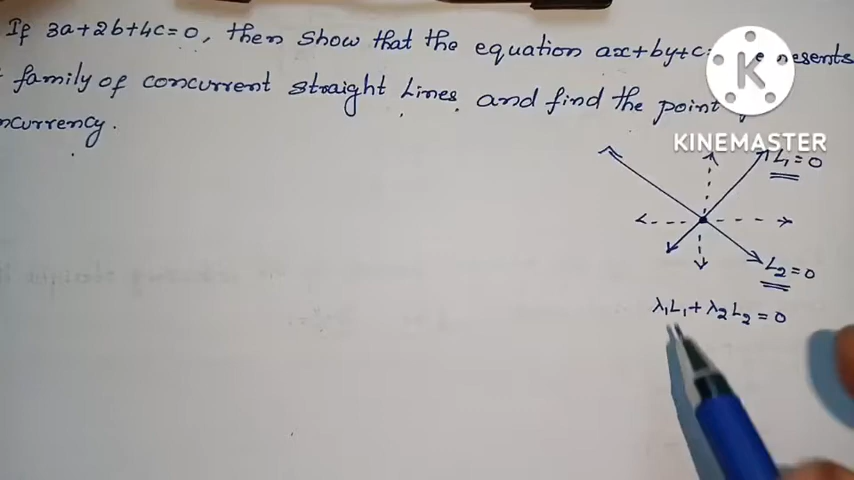 If 3a+2b+4c=0, then show that the equation ax+by+c
family of concurrent straight Lines and find the point
KINEMASTER
L₁=0
L₂=0
λ₁L₁+λ₂L₂=0